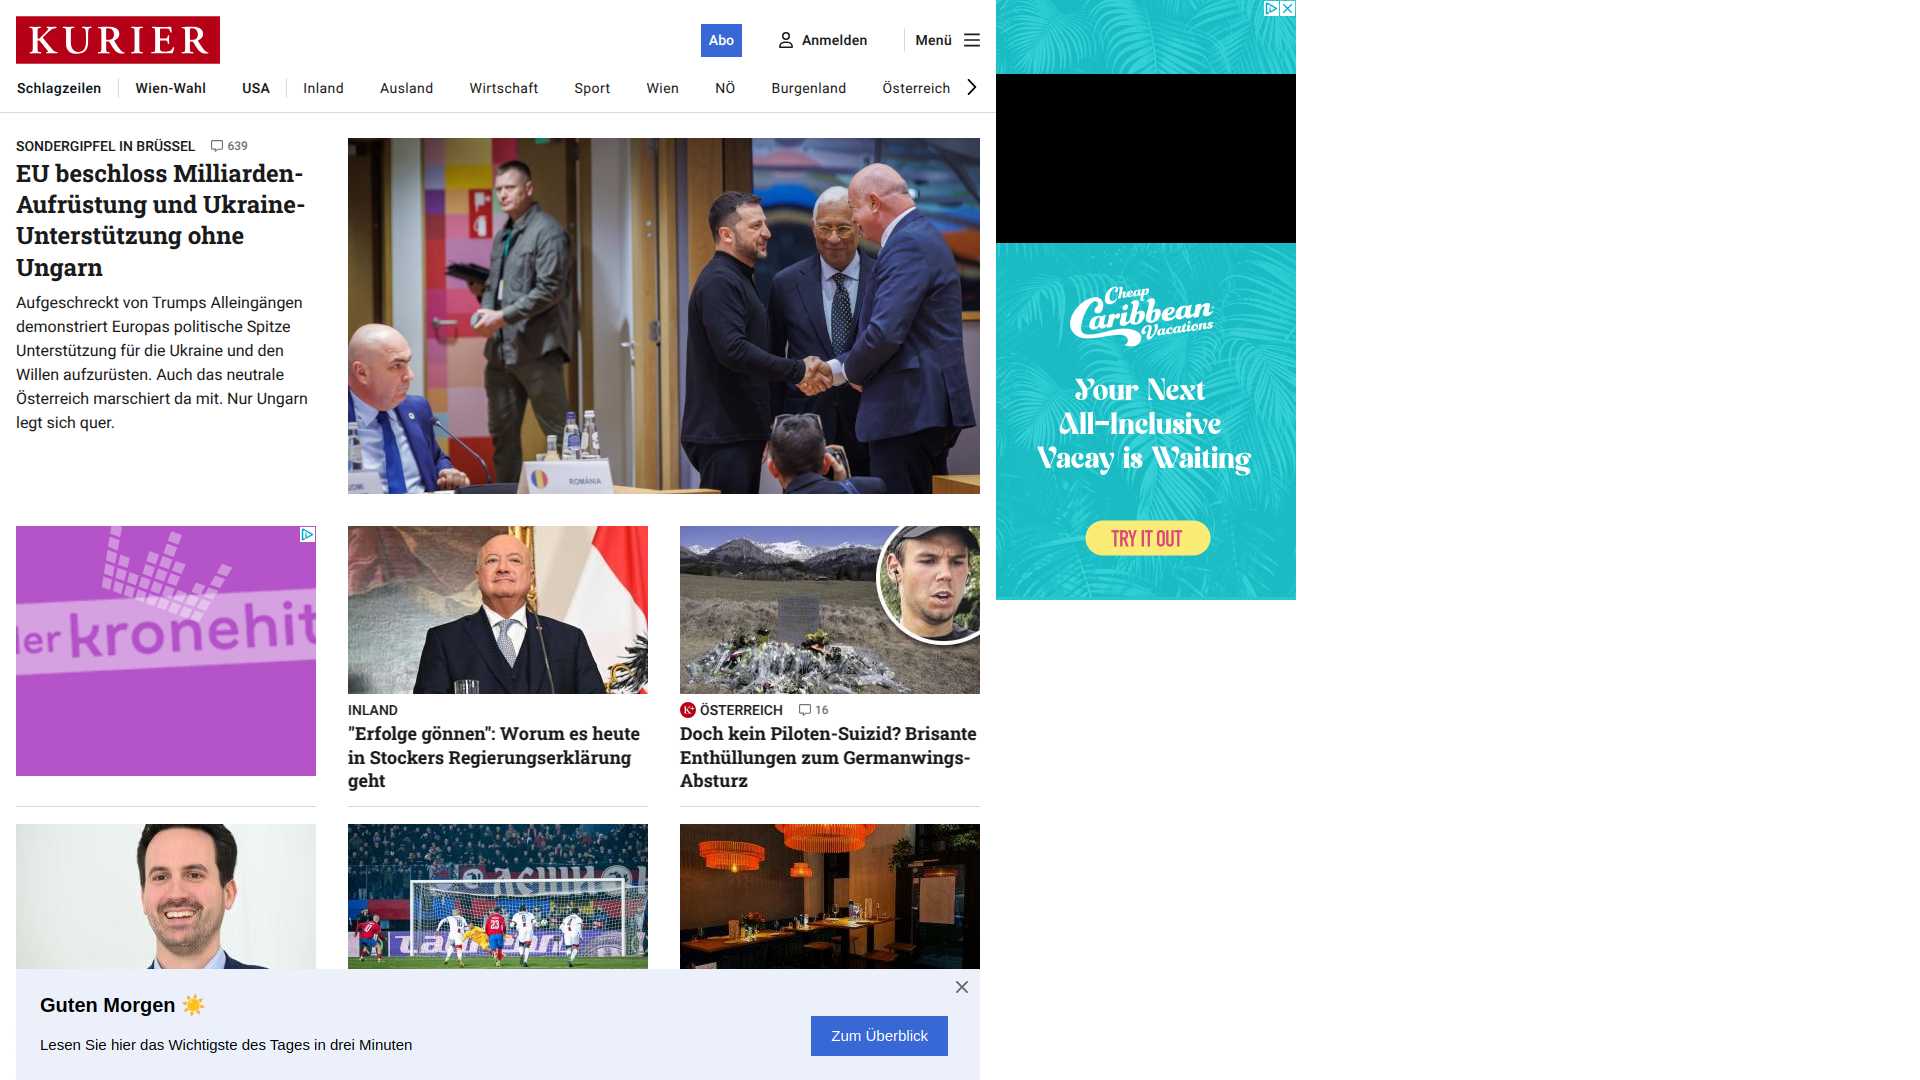 KURIER
Abo
Anmelden
Menü
Schlagzeilen
Wien-Wahl
USA
Inland
Ausland
Wirtschaft
Sport
Wien
NÖ
Burgenland
Österreich
SONDERGIPFEL IN BRÜSSEL 639
EU beschloss Milliarden-
Aufrüstung und Ukraine-
Unterstützung ohne
Ungarn
Aufgeschreckt von Trumps Alleingängen
demonstriert Europas politische Spitze
Unterstützung für die Ukraine und den
Willen aufzurüsten. Auch das neutrale
Österreich marschiert da mit. Nur Ungarn
legt sich quer.
ROMÂNIA
Cheap
Caribbean
Vacations
Your Next
All-Inclusive
Vacay is Waiting
TRY IT OUT
der kronehit
INLAND
"Erfolge gönnen": Worum es heute
in Stockers Regierungserklärung
geht
K+ ÖSTERREICH 16
Doch kein Piloten-Suizid? Brisante
Enthüllungen zum Germanwings-
Absturz
23
Guten Morgen ☀️
Lesen Sie hier das Wichtigste des Tages in drei Minuten
Zum Überblick